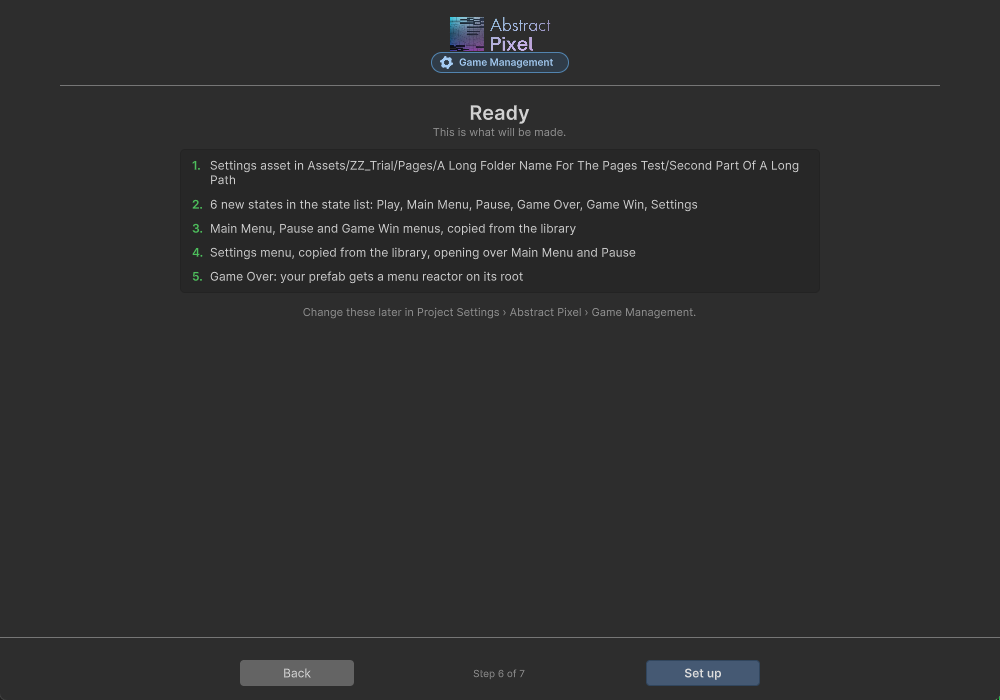 Abstract
Pixel
Game Management
Ready
This is what will be made.
1. Settings asset in Assets/ZZ_Trial/Pages/A Long Folder Name For The Pages Test/Second Part Of A Long
Path
2. 6 new states in the state list: Play, Main Menu, Pause, Game Over, Game Win, Settings
3. Main Menu, Pause and Game Win menus, copied from the library
4. Settings menu, copied from the library, opening over Main Menu and Pause
5. Game Over: your prefab gets a menu reactor on its root
Change these later in Project Settings › Abstract Pixel › Game Management.
Back
Step 6 of 7
Set up